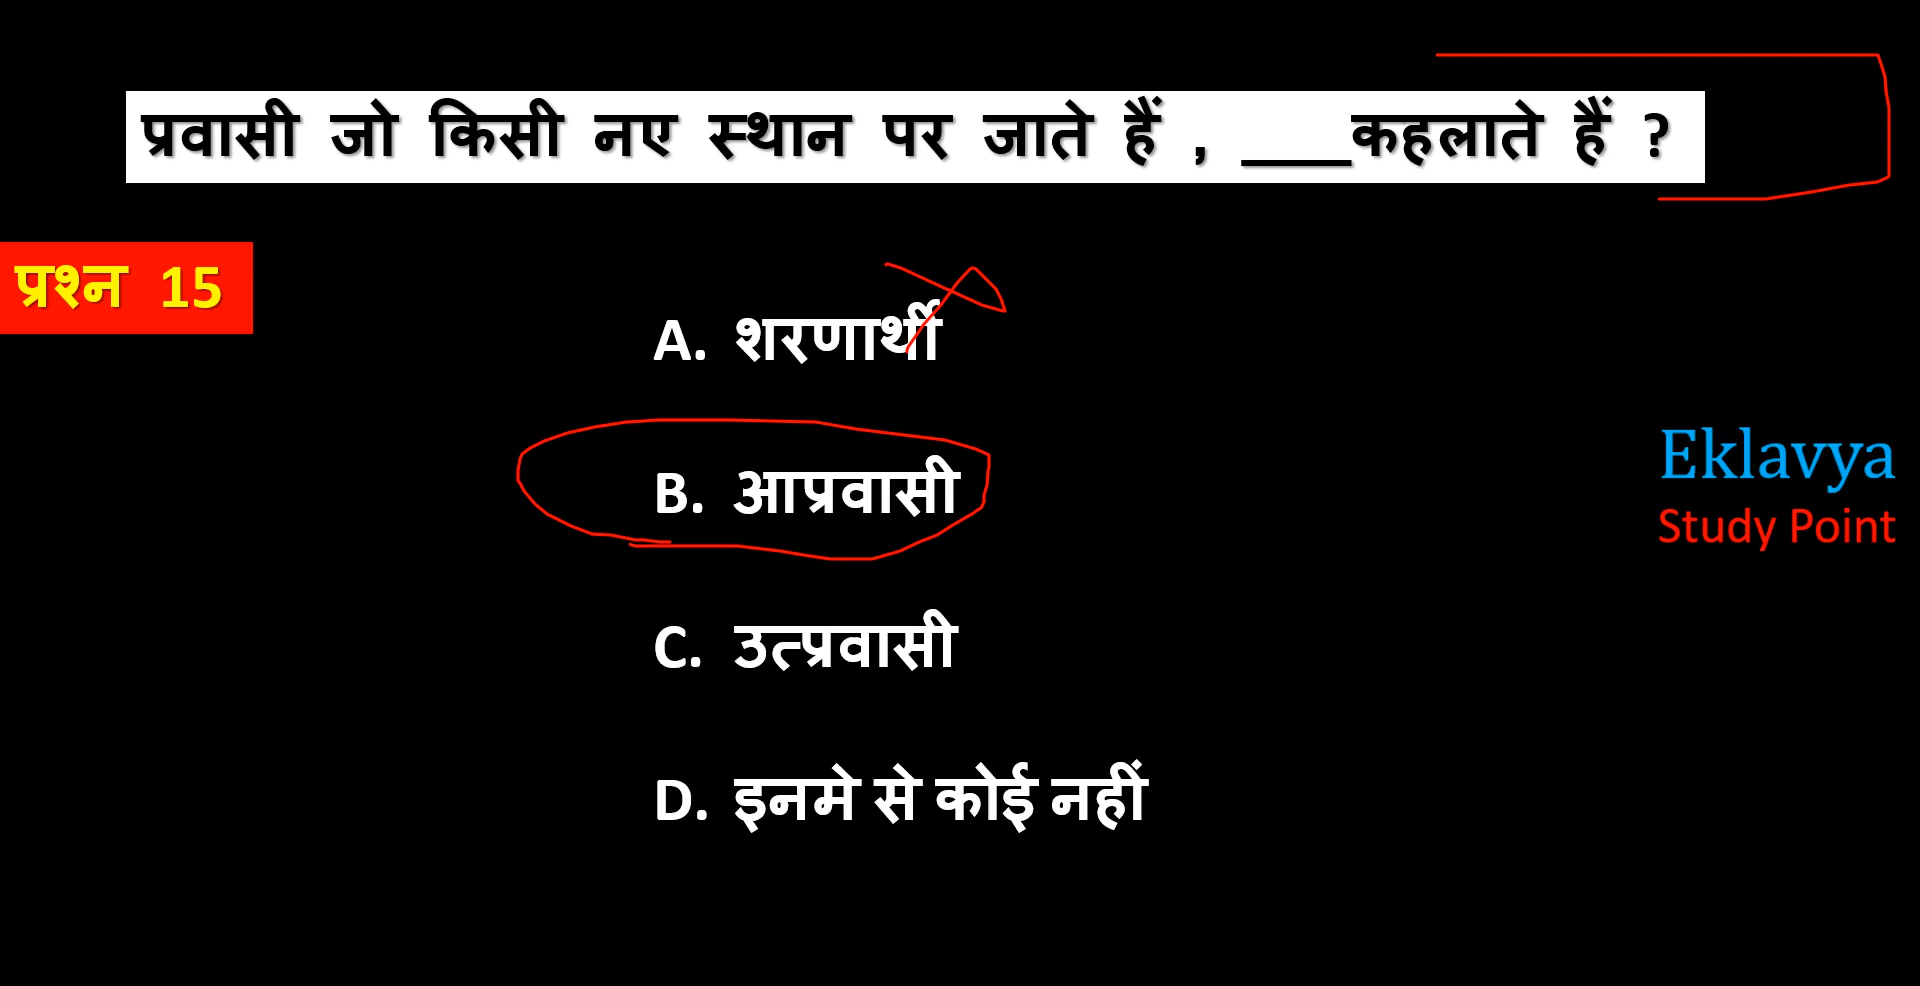 प्रवासी जो किसी नए स्थान पर जाते हैं , ____कहलाते हैं ?
प्रश्न 15
A. शरणार्थी
B. आप्रवासी
Eklavya
Study Point
C. उत्प्रवासी
D. इनमे से कोई नहीं